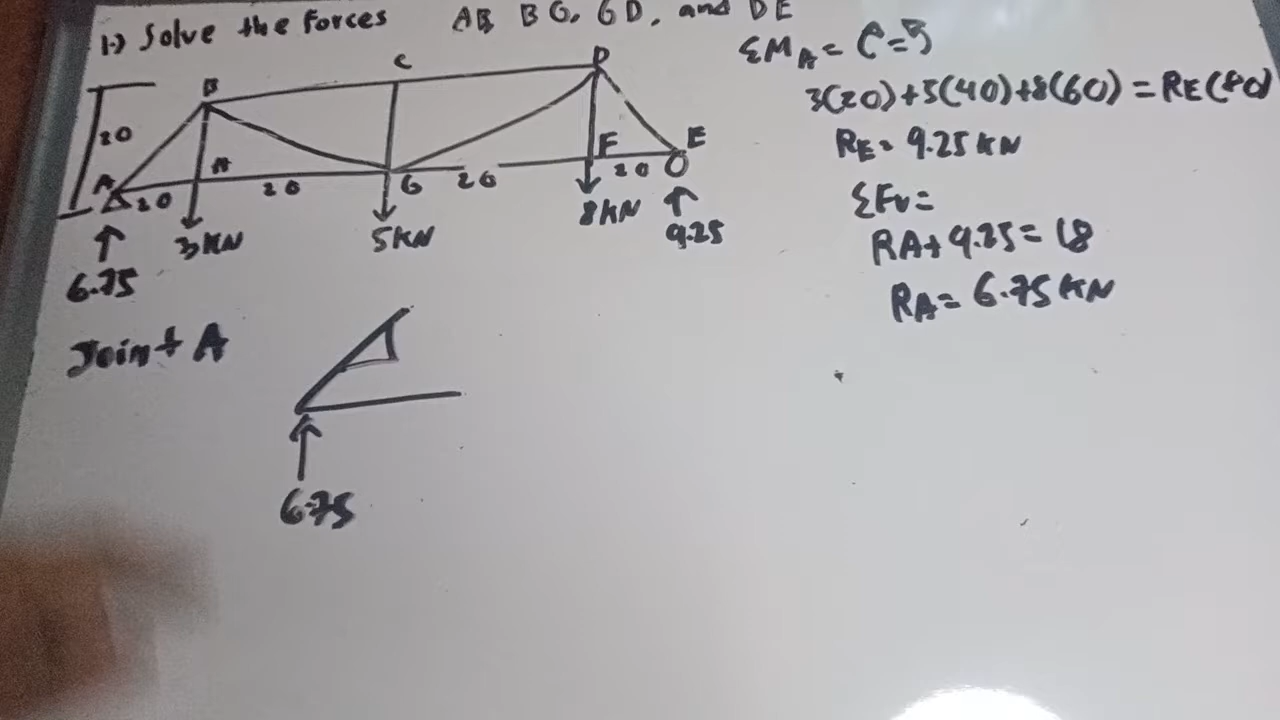 1.) Solve the forces AB, BG, GD, and DE
ΣMA = C=5
3(20)+5(40)+8(60) = RE(80)
RE = 9.25 KN
ΣFv=
RA+9.25= 18
RA= 6.75 KN
B C D
20
A H G F E
20 20 20 20
3KN 5KN 8KN 9.25
6.75
Joint A
6.75